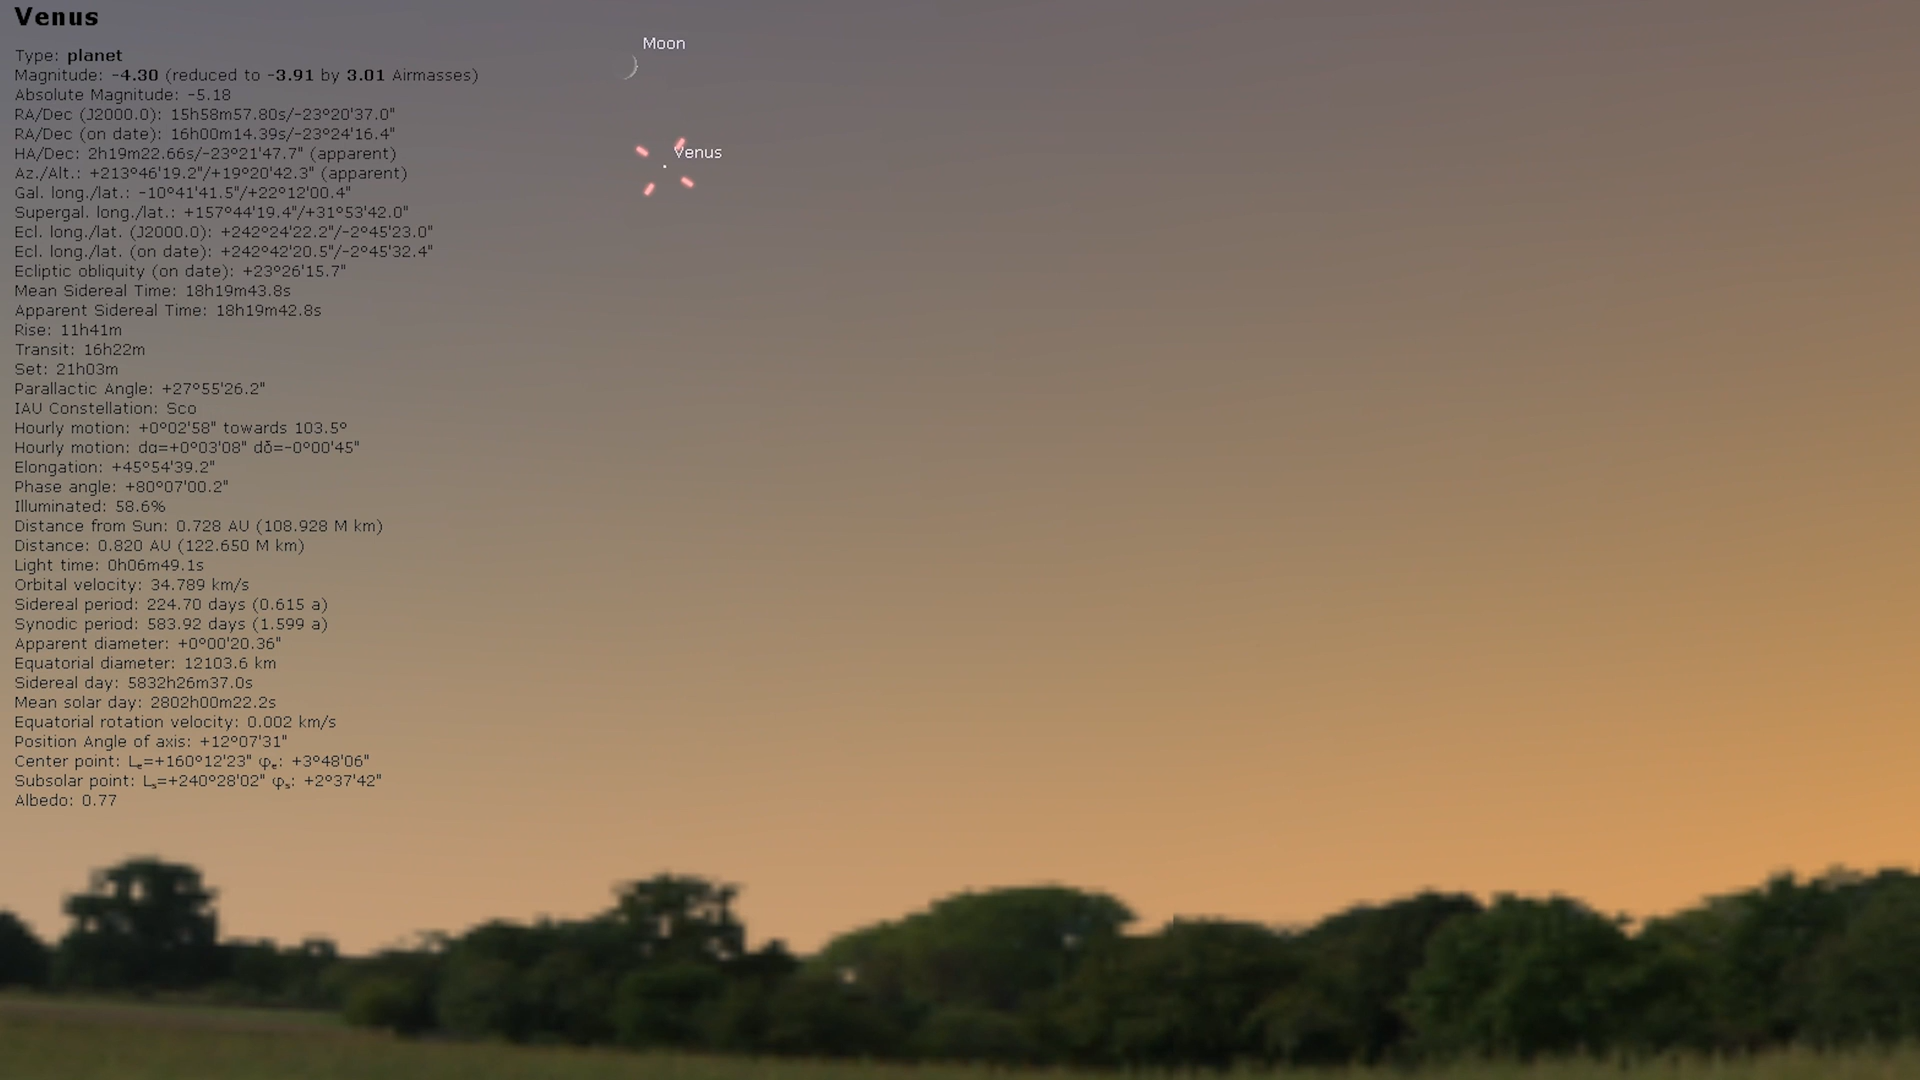 Venus
Type: planet
Magnitude: -4.30 (reduced to -3.91 by 3.01 Airmasses)
Absolute Magnitude: -5.18
RA/Dec (J2000.0): 15h58m57.80s/-23°20'37.0"
RA/Dec (on date): 16h00m14.39s/-23°24'16.4"
HA/Dec: 2h19m22.66s/-23°21'47.7" (apparent)
Az./Alt.: +213°46'19.2"/+19°20'42.3" (apparent)
Gal. long./lat.: -10°41'41.5"/+22°12'00.4"
Supergal. long./lat.: +157°44'19.4"/+31°53'42.0"
Ecl. long./lat. (J2000.0): +242°24'22.2"/-2°45'23.0"
Ecl. long./lat. (on date): +242°42'20.5"/-2°45'32.4"
Ecliptic obliquity (on date): +23°26'15.7"
Mean Sidereal Time: 18h19m43.8s
Apparent Sidereal Time: 18h19m42.8s
Rise: 11h41m
Transit: 16h22m
Set: 21h03m
Parallactic Angle: +27°55'26.2"
IAU Constellation: Sco
Hourly motion: +0°02'58" towards 103.5°
Hourly motion: dα=+0°03'08" dδ=-0°00'45"
Elongation: +45°54'39.2"
Phase angle: +80°07'00.2"
Illuminated: 58.6%
Distance from Sun: 0.728 AU (108.928 M km)
Distance: 0.820 AU (122.650 M km)
Light time: 0h06m49.1s
Orbital velocity: 34.789 km/s
Sidereal period: 224.70 days (0.615 a)
Synodic period: 583.92 days (1.599 a)
Apparent diameter: +0°00'20.36"
Equatorial diameter: 12103.6 km
Sidereal day: 5832h26m37.0s
Mean solar day: 2802h00m22.2s
Equatorial rotation velocity: 0.002 km/s
Position Angle of axis: +12°07'31"
Center point: Lₑ=+160°12'23" φₑ: +3°48'06"
Subsolar point: Lₛ=+240°28'02" φₛ: +2°37'42"
Albedo: 0.77
Moon
Venus